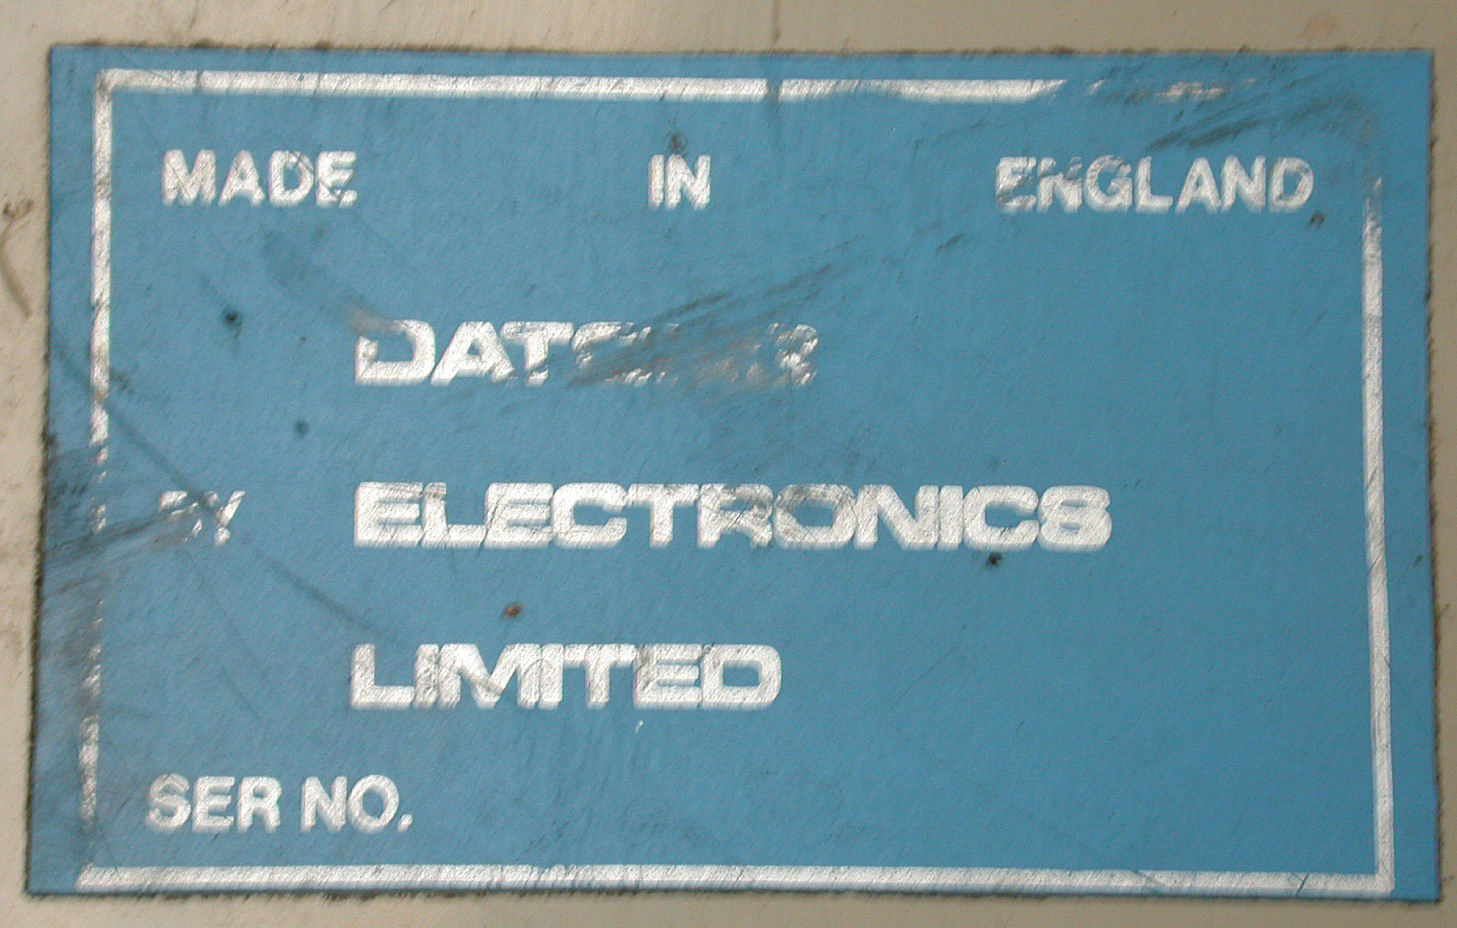 MADE IN ENGLAND
BY ELECTRONICS
LIMITED
SER NO.